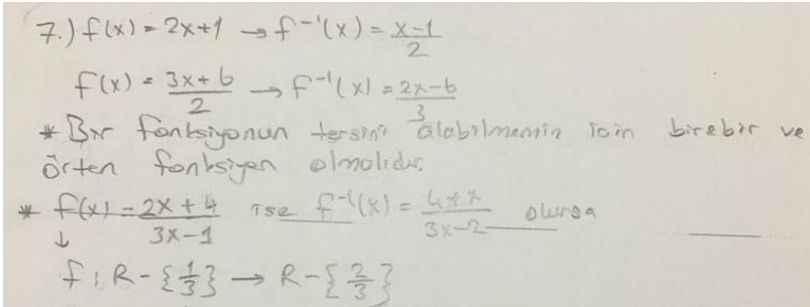 7.) f(x) = 2x+1 → f⁻¹(x) = (x-1)/2
f(x) = (3x+6)/2 → f⁻¹(x) = (2x-6)/3
* Bir fonksiyonun tersini alabilmemin için birebir ve
örten fonksiyon olmalıdır.
* f(x) = (2x+4)/(3x-1) ise f⁻¹(x) = (4+x)/(3x-2) olursa
↓
f: R-{1/3} → R-{2/3}